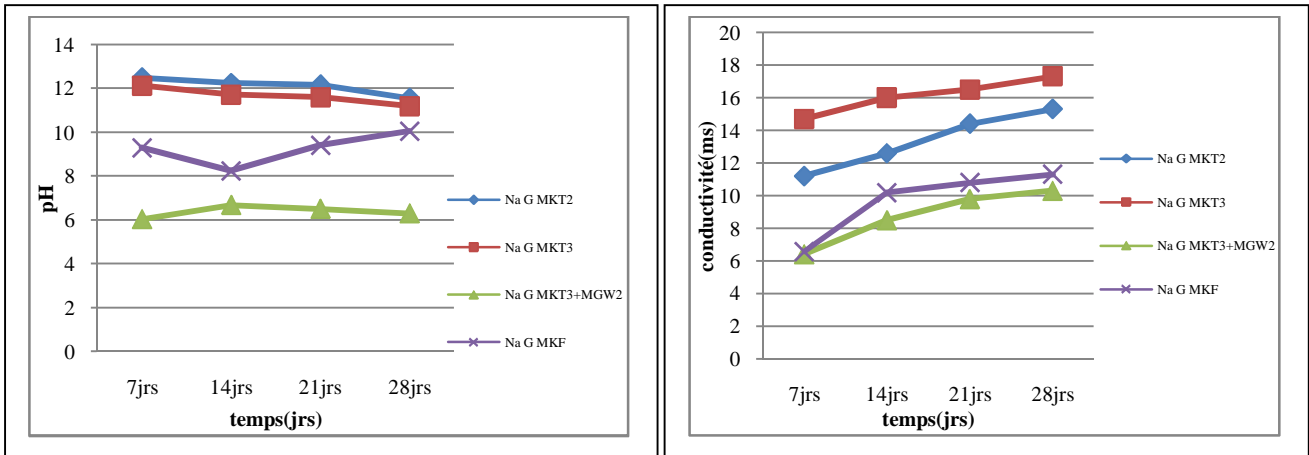 14
12
10
8
6
4
2
0
pH
7jrs 14jrs 21jrs 28jrs
temps(jrs)
Na G MKT2
Na G MKT3
Na G MKT3+MGW2
Na G MKF
20
18
16
14
12
10
8
6
4
2
0
conductivité(ms)
7jrs 14jrs 21jrs 28jrs
temps(jrs)
Na G MKT2
Na G MKT3
Na G MKT3+MGW2
Na G MKF